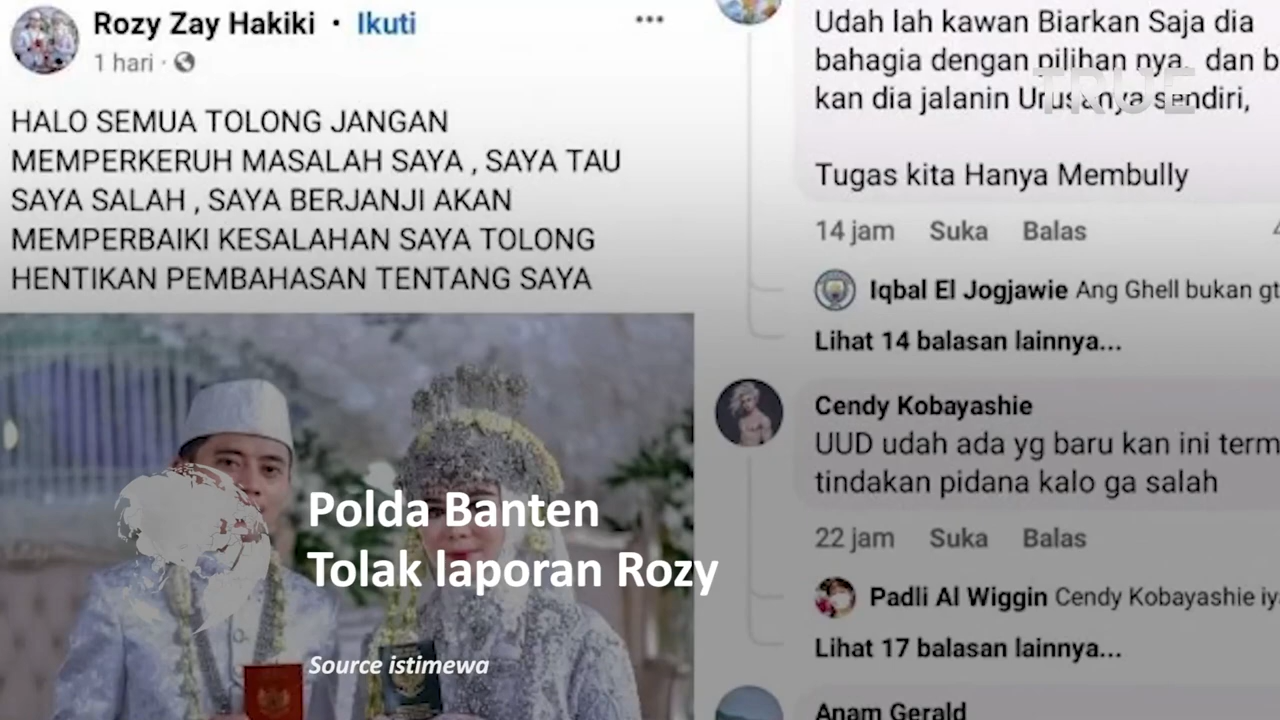 Rozy Zay Hakiki • Ikuti
1 hari ·
HALO SEMUA TOLONG JANGAN
MEMPERKERUH MASALAH SAYA , SAYA TAU
SAYA SALAH , SAYA BERJANJI AKAN
MEMPERBAIKI KESALAHAN SAYA TOLONG
HENTIKAN PEMBAHASAN TENTANG SAYA
Polda Banten
Tolak laporan Rozy
Source istimewa
Udah lah kawan Biarkan Saja dia
bahagia dengan pilihan nya, dan b
kan dia jalanin Urusanya sendiri,
TRUE
Tugas kita Hanya Membully
14 jam Suka Balas
Iqbal El Jogjawie Ang Ghell bukan gt
Lihat 14 balasan lainnya...
Cendy Kobayashie
UUD udah ada yg baru kan ini term
tindakan pidana kalo ga salah
22 jam Suka Balas
Padli Al Wiggin Cendy Kobayashie iy
Lihat 17 balasan lainnya...
Anam Gerald